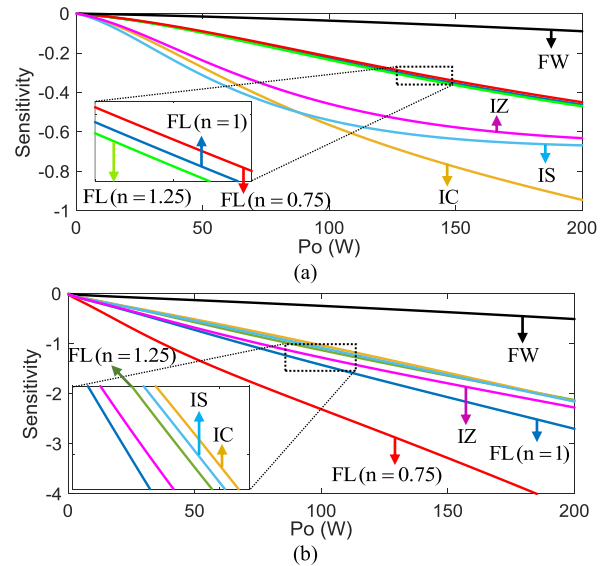 0
-0.2
-0.4
-0.6
-0.8
-1
Sensitivity
FW
IZ
IS
IC
FL(n=1)
FL(n=1.25)
FL(n=0.75)
0 50 100 150 200
Po (W)
(a)
0
-1
-2
-3
-4
Sensitivity
FW
FL(n=1.25)
IS
IC
IZ
FL(n=1)
FL(n=0.75)
0 50 100 150 200
Po (W)
(b)